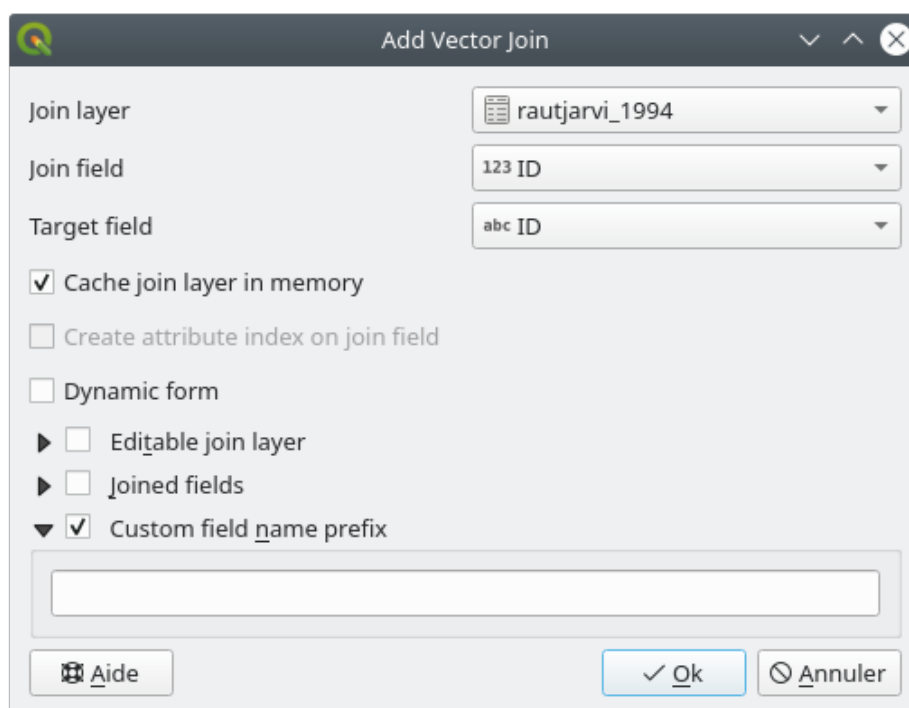 Add Vector Join
Join layer rautjarvi_1994
Join field 123 ID
Target field abc ID
Cache join layer in memory
Create attribute index on join field
Dynamic form
Editable join layer
Joined fields
Custom field name prefix
Aide Ok Annuler